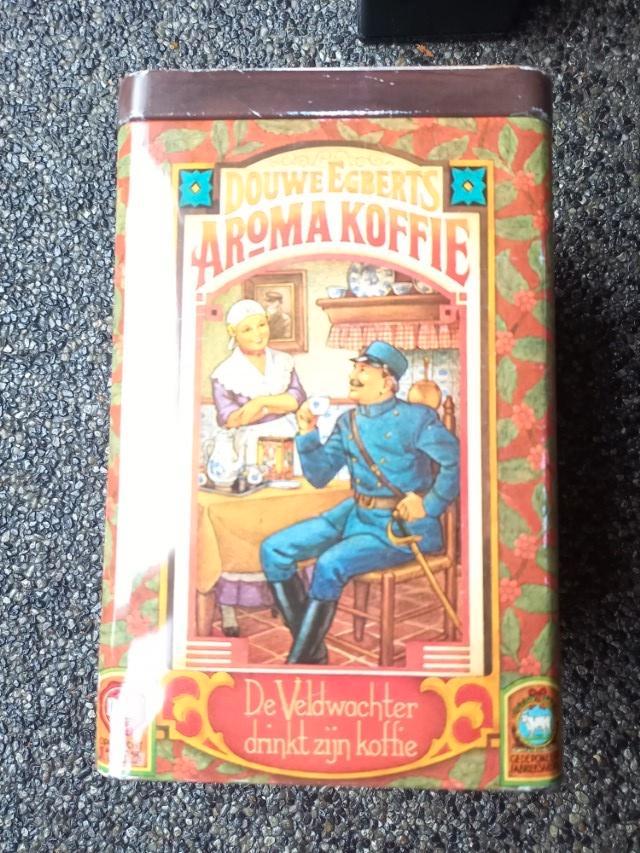 DOUWE EGBERTS
AROMA KOFFIE
De Veldwachter
drinkt zijn koffie